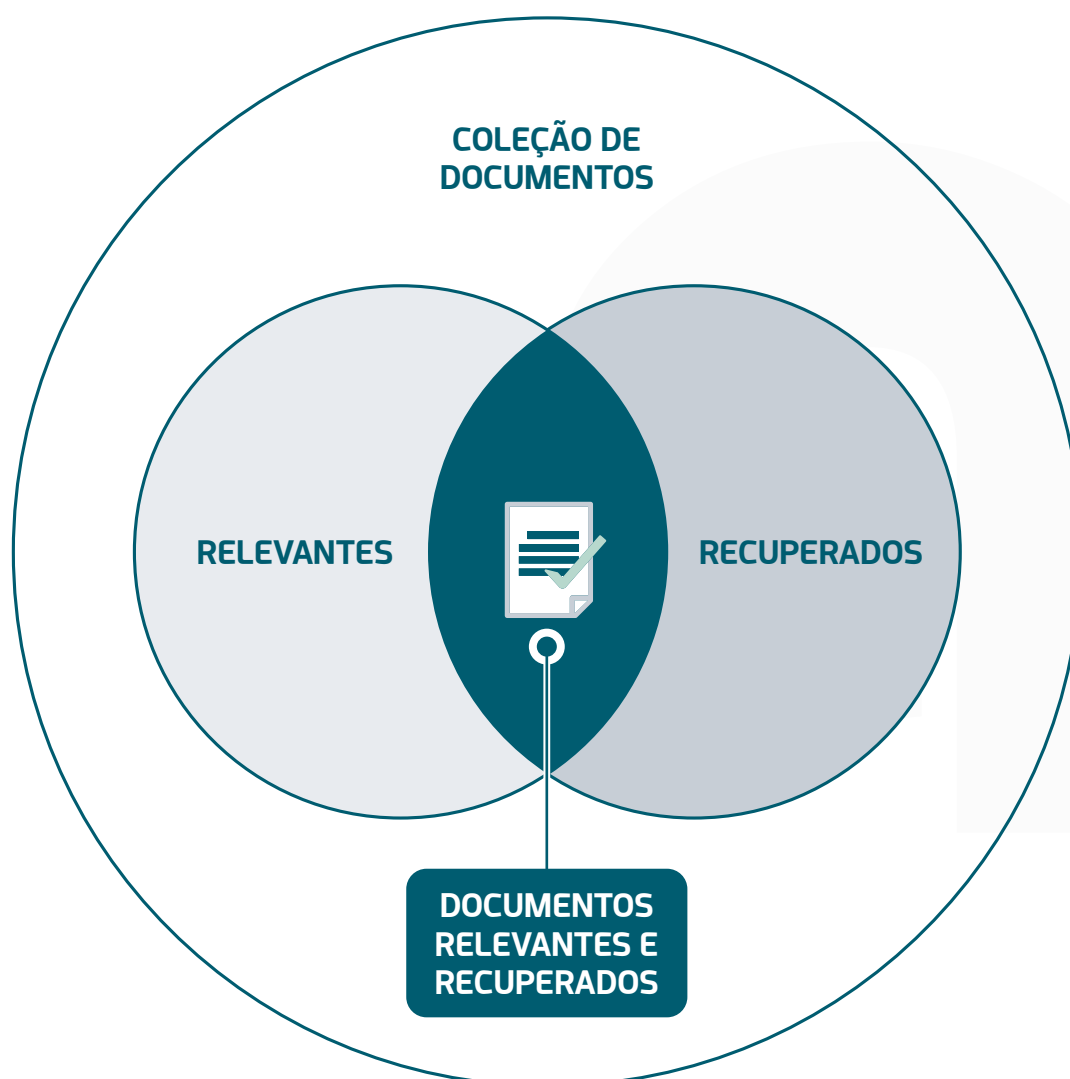 COLEÇÃO DE
DOCUMENTOS
RELEVANTES
RECUPERADOS
DOCUMENTOS
RELEVANTES E
RECUPERADOS